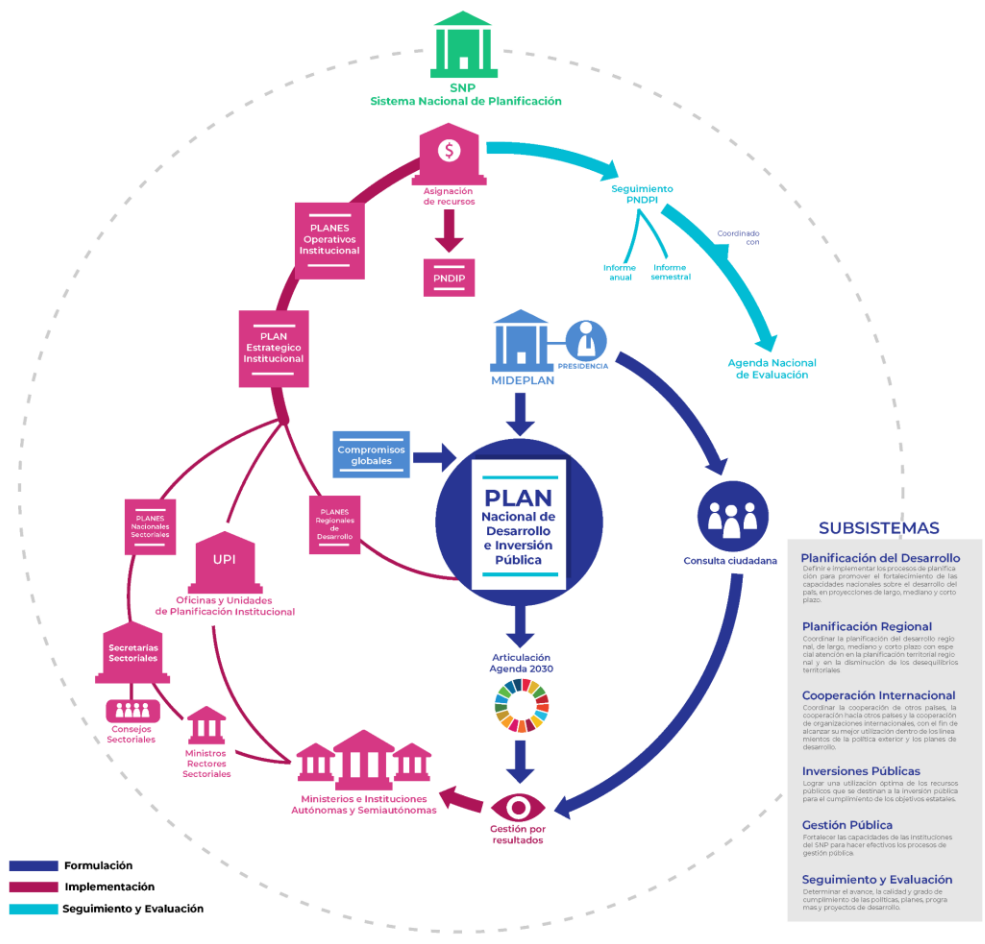 SNP
Sistema Nacional de Planificación
$
Asignación
de recursos
Seguimiento
PNDPI
Informe
anual
Informe
semestral
Coordinado
con
Agenda Nacional
de Evaluación
PLANES
Operativos
Institucional
PNDIP
PLAN
Estrategico
Institucional
MIDEPLAN
PRESIDENCIA
Compromisos
globales
PLAN
Nacional de
Desarrollo
e Inversión
Pública
Consulta ciudadana
PLANES
Nacionales
Sectoriales
PLANES
Regionales
de
Desarrollo
UPI
Oficinas y Unidades
de Planificación Institucional
Secretarías
Sectoriales
Consejos
Sectoriales
Ministros
Rectores
Sectoriales
Articulación
Agenda 2030
Ministerios e Instituciones
Autónomas y Semiautónomas
Gestión por
resultados
Formulación
Implementación
Seguimiento y Evaluación
SUBSISTEMAS
Planificación del Desarrollo
Definir e implementar los procesos de planifica
ción para promover el fortalecimiento de las
capacidades nacionales sobre el desarrollo del
país, en proyecciones de largo, mediano y corto
plazo.
Planificación Regional
Coordinar la planificación del desarrollo regio
nal, de largo, mediano y corto plazo con espe
cial atención en la planificación territorial regio
nal y en la disminución de los desequilibrios
territoriales
Cooperación Internacional
Coordinar la cooperación de otros países, la
cooperación hacia otros países y la cooperación
de organizaciones internacionales, con el fin de
alcanzar su mejor utilización dentro de los linea
mientos de la política exterior y los planes de
desarrollo.
Inversiones Públicas
Lograr una utilización óptima de los recursos
públicos que se destinan a la inversión pública
para el cumplimiento de los objetivos estatales.
Gestión Pública
Fortalecer las capacidades de las instituciones
del SNP para hacer efectivos los procesos de
gestión pública.
Seguimiento y Evaluación
Determinar el avance, la calidad y grado de
cumplimiento de las políticas, planes, progra
mas y proyectos de desarrollo.